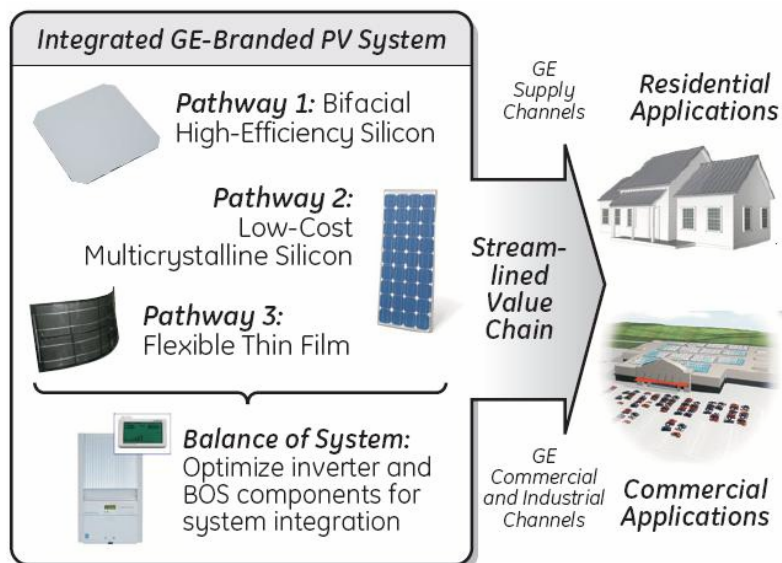 Integrated GE-Branded PV System
Pathway 1: Bifacial
High-Efficiency Silicon
Pathway 2:
Low-Cost
Multicrystalline Silicon
Pathway 3:
Flexible Thin Film
Balance of System:
Optimize inverter and
BOS components for
system integration
GE
Supply
Channels
Stream-
lined
Value
Chain
GE
Commercial
and Industrial
Channels
Residential
Applications
Commercial
Applications